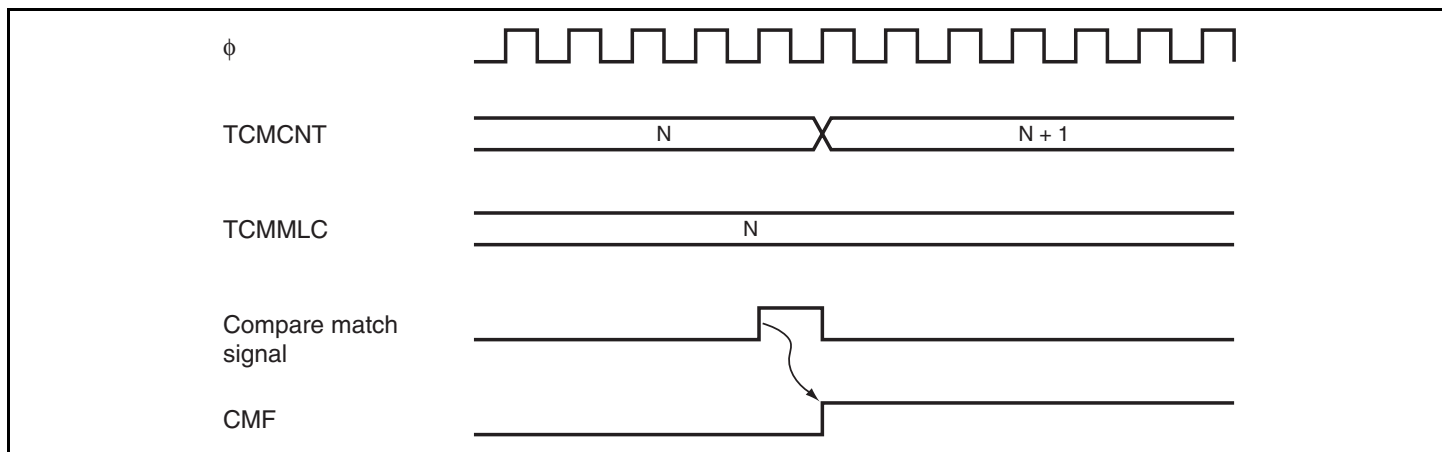 ϕ
TCMCNT
N
N + 1
TCMMLC
N
Compare match
signal
CMF